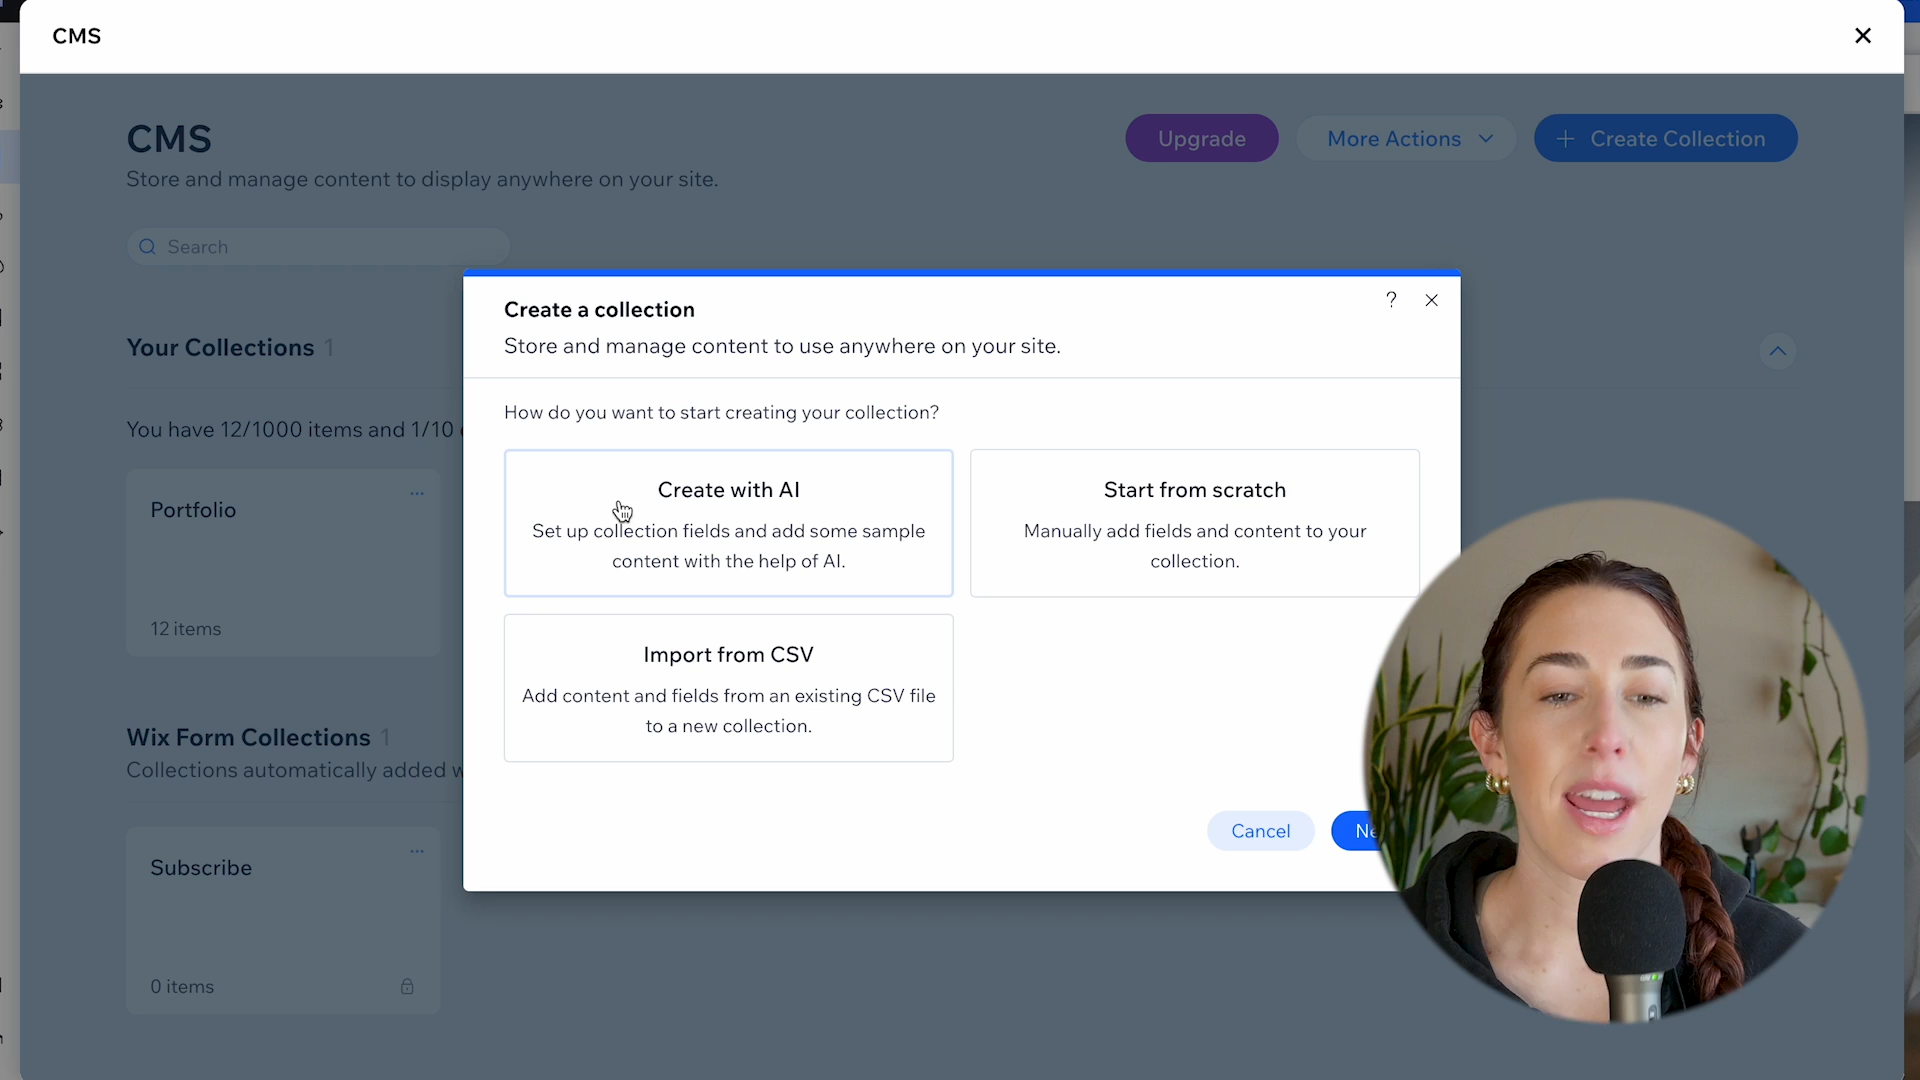 CMS
CMS
Store and manage content to display anywhere on your site.
Upgrade
More Actions
+ Create Collection
Search
Your Collections 1
You have 12/1000 items and 1/10
Portfolio
12 items
Wix Form Collections 1
Collections automatically added
Subscribe
0 items
Create a collection
?
Store and manage content to use anywhere on your site.
How do you want to start creating your collection?
Create with AI
Set up collection fields and add some sample
content with the help of AI.
Start from scratch
Manually add fields and content to your
collection.
Import from CSV
Add content and fields from an existing CSV file
to a new collection.
Cancel